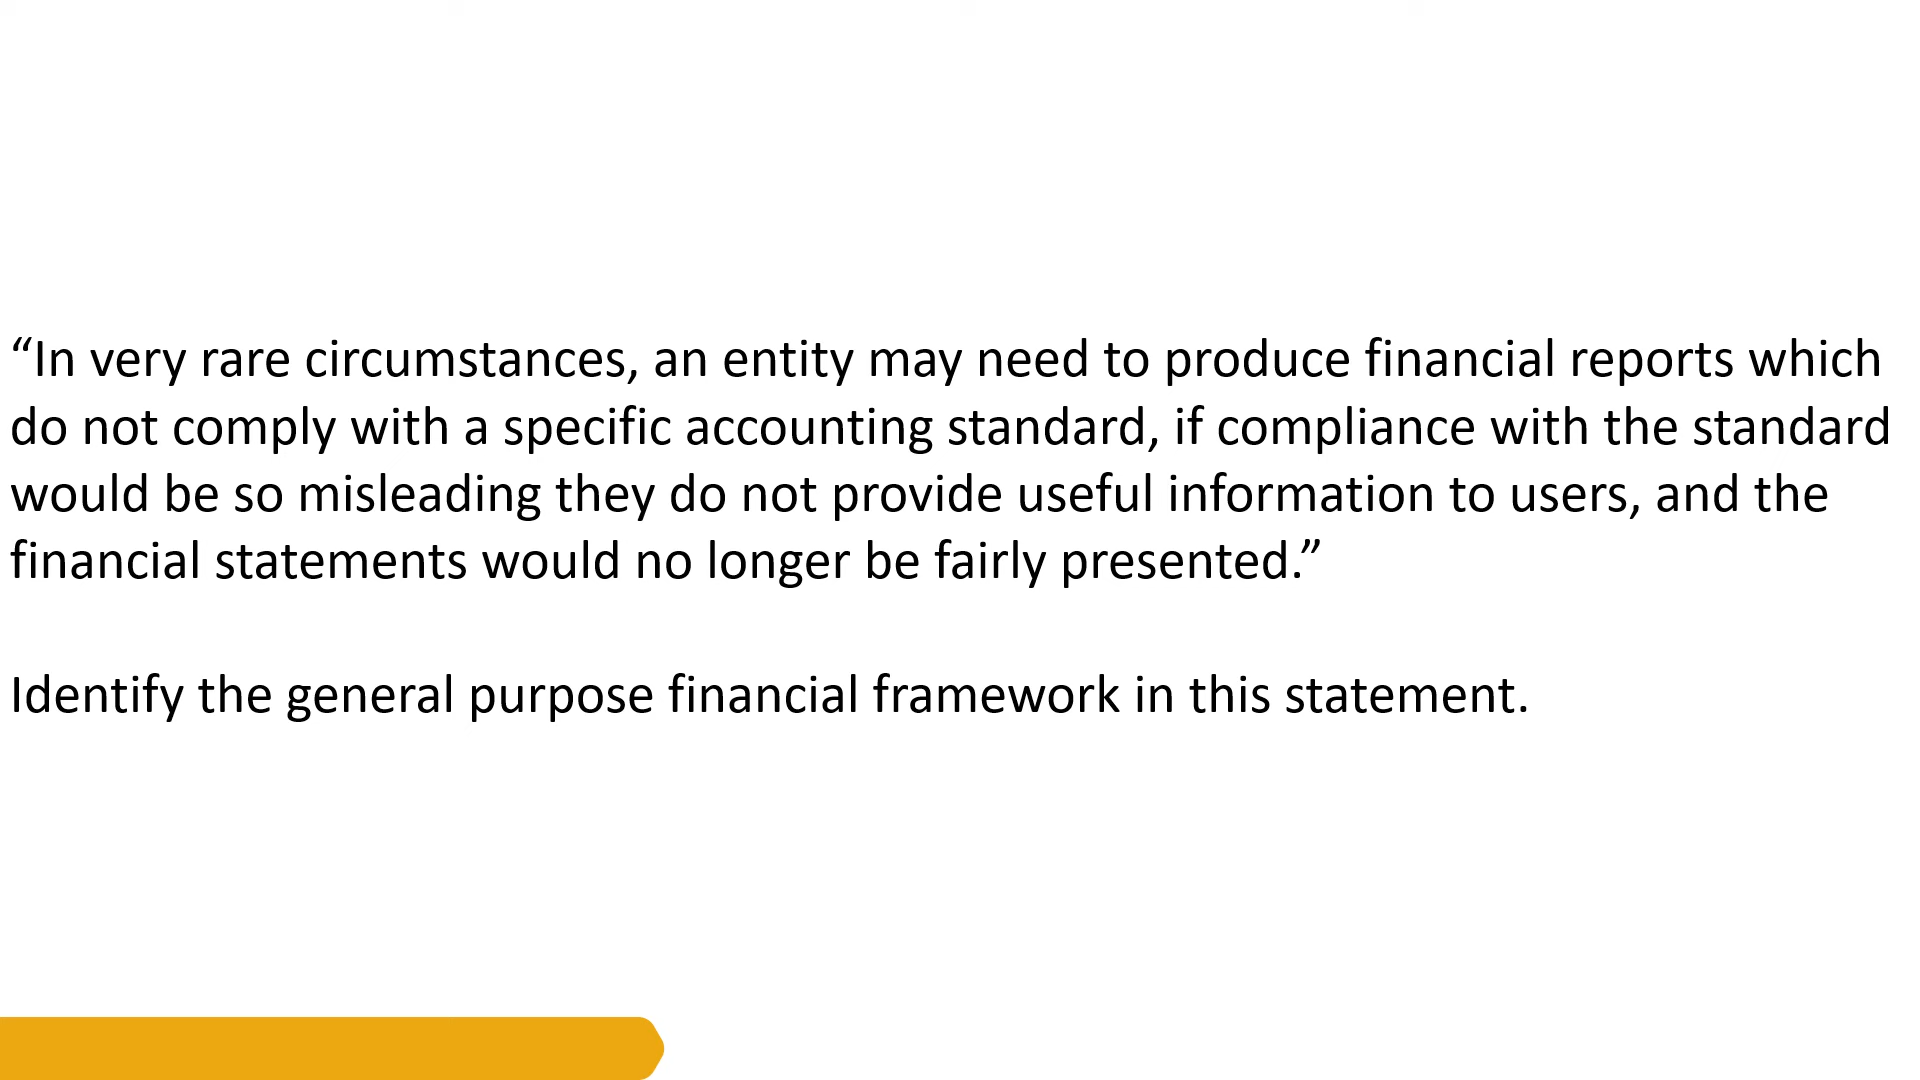 “In very rare circumstances, an entity may need to produce financial reports which
do not comply with a specific accounting standard, if compliance with the standard
would be so misleading they do not provide useful information to users, and the
financial statements would no longer be fairly presented.”
Identify the general purpose financial framework in this statement.